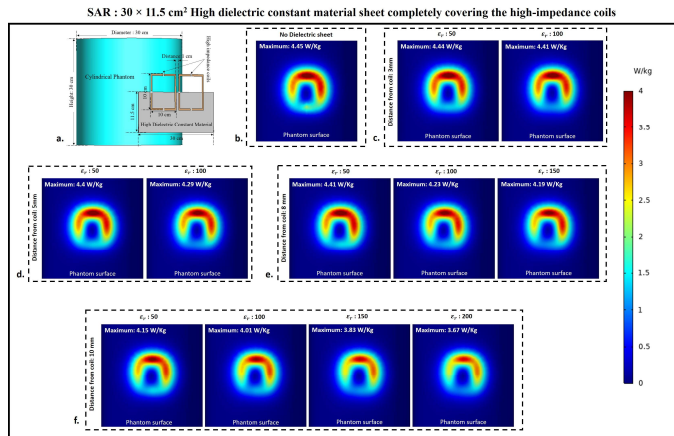 SAR : 30 × 11.5 cm² High dielectric constant material sheet completely covering the high-impedance coils
Diameter : 30 cm
Distance: 1 cm
High impedance coils
Cylindrical Phantom
Height: 30 cm
10 cm
10 cm
11.5 cm
High Dielectric Constant Material
30 cm
a.
No Dielectric sheet
Maximum: 4.45 W/Kg
Phantom surface
b.
εᵣ : 50
εᵣ : 100
Maximum: 4.44 W/Kg
Maximum: 4.41 W/Kg
Phantom surface
Phantom surface
c.
W/kg
4
3.5
3
2.5
2
1.5
1
0.5
0
εᵣ : 50
εᵣ : 100
Distance from coil: 5mm
Maximum: 4.4 W/Kg
Maximum: 4.29 W/Kg
Phantom surface
Phantom surface
d.
εᵣ : 50
εᵣ : 100
εᵣ : 150
Distance from coil: 8 mm
Maximum: 4.41 W/Kg
Maximum: 4.23 W/Kg
Maximum: 4.19 W/Kg
Phantom surface
Phantom surface
Phantom surface
e.
εᵣ : 50
εᵣ : 100
εᵣ : 150
εᵣ : 200
Distance from coil: 10 mm
Maximum: 4.15 W/Kg
Maximum: 4.01 W/Kg
Maximum: 3.83 W/Kg
Maximum: 3.67 W/Kg
Phantom surface
Phantom surface
Phantom surface
Phantom surface
f.